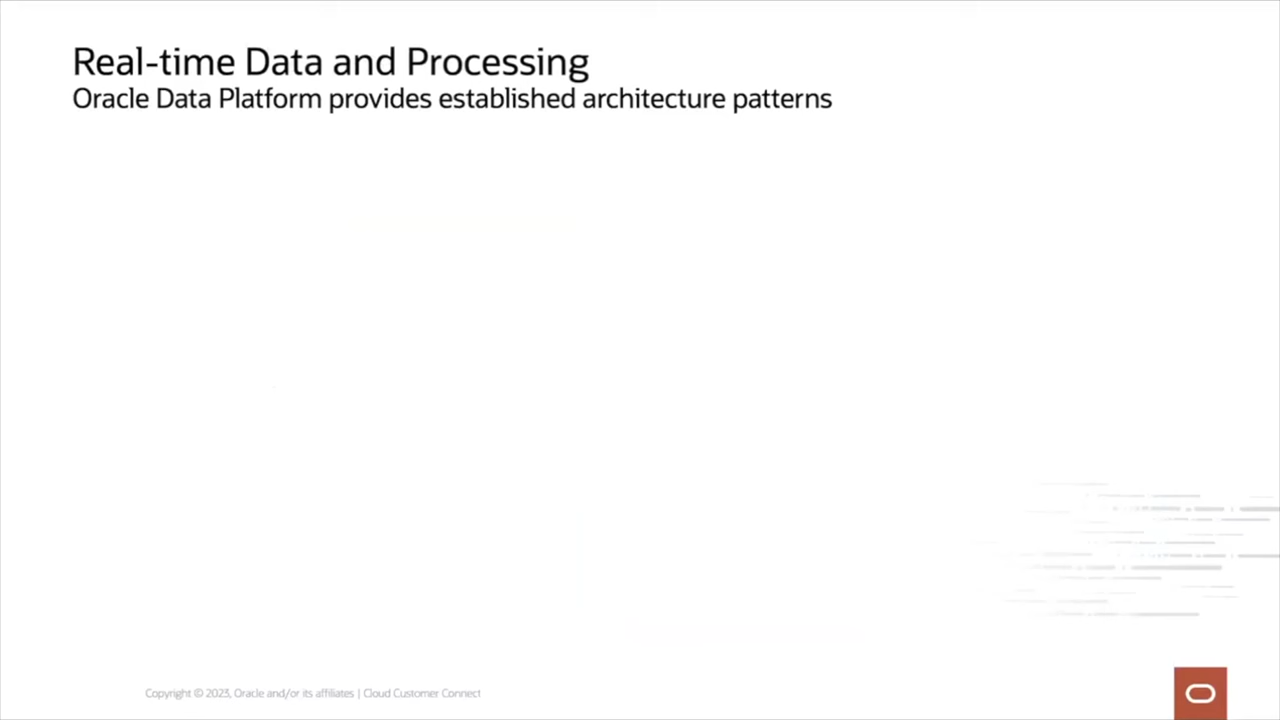 Real-time Data and Processing
Oracle Data Platform provides established architecture patterns
Copyright © 2023, Oracle and/or its affiliates | Cloud Customer Connect